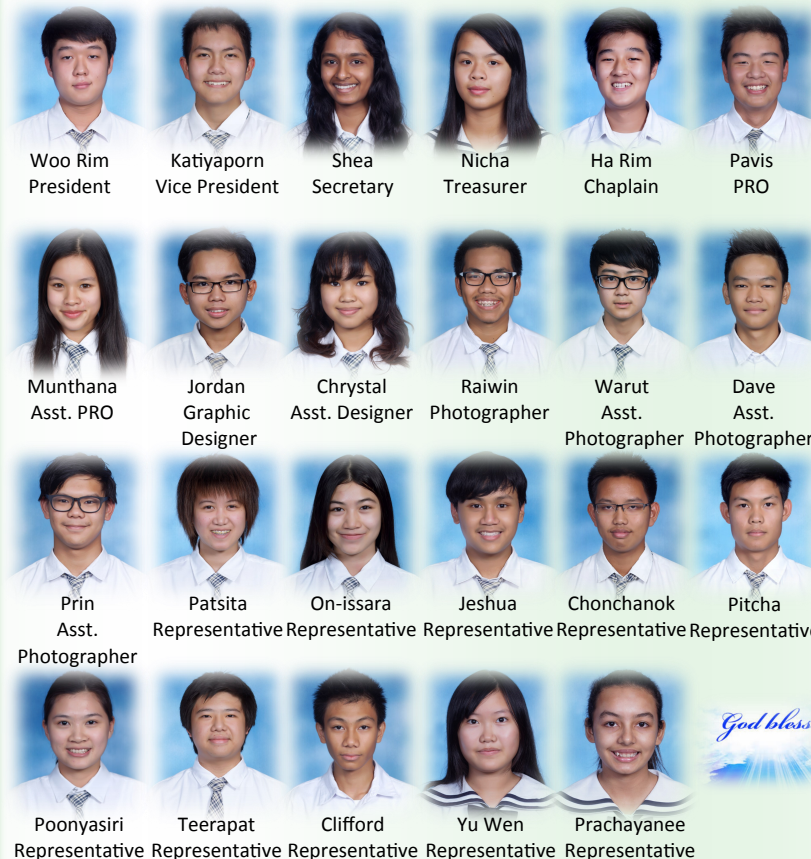 Woo Rim
President
Katiyaporn
Vice President
Shea
Secretary
Nicha
Treasurer
Ha Rim
Chaplain
Pavis
PRO
Munthana
Asst. PRO
Jordan
Graphic
Designer
Chrystal
Asst. Designer
Raiwin
Photographer
Warut
Asst.
Photographer
Dave
Asst.
Photographer
Prin
Asst.
Photographer
Patsita
Representative
On-issara
Representative
Jeshua
Representative
Chonchanok
Representative
Pitcha
Representative
Poonyasiri
Representative
Teerapat
Representative
Clifford
Representative
Yu Wen
Representative
Prachayanee
Representative
God bless